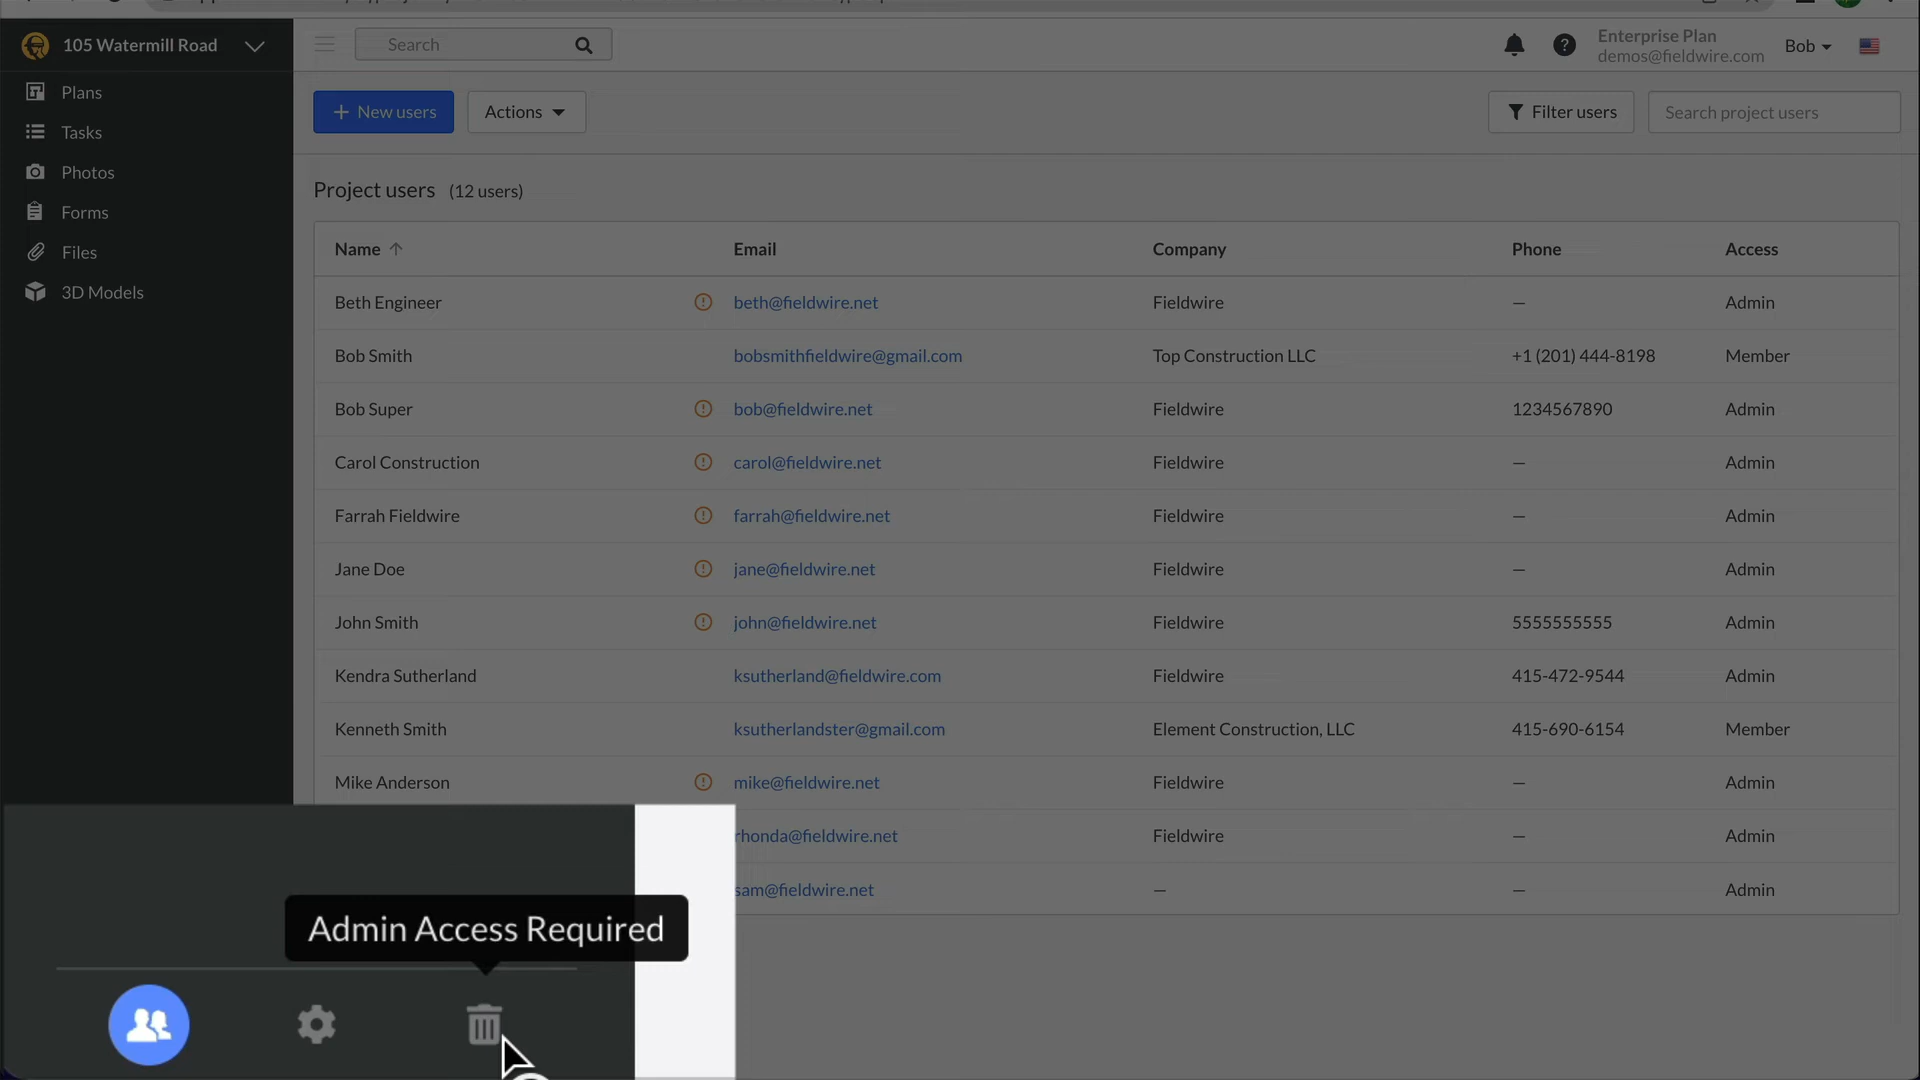 105 Watermill Road
Search
Enterprise Plan
demos@fieldwire.com
Bob
Plans
Tasks
Photos
Forms
Files
3D Models
+ New users
Actions
Filter users
Search project users
Project users (12 users)
Name Email Company Phone Access
Beth Engineer beth@fieldwire.net Fieldwire — Admin
Bob Smith bobsmithfieldwire@gmail.com Top Construction LLC +1 (201) 444-8198 Member
Bob Super bob@fieldwire.net Fieldwire 1234567890 Admin
Carol Construction carol@fieldwire.net Fieldwire — Admin
Farrah Fieldwire farrah@fieldwire.net Fieldwire — Admin
Jane Doe jane@fieldwire.net Fieldwire — Admin
John Smith john@fieldwire.net Fieldwire 5555555555 Admin
Kendra Sutherland ksutherland@fieldwire.com Fieldwire 415-472-9544 Admin
Kenneth Smith ksutherlandster@gmail.com Element Construction, LLC 415-690-6154 Member
Mike Anderson mike@fieldwire.net Fieldwire — Admin
rhonda@fieldwire.net Fieldwire — Admin
sam@fieldwire.net — — Admin
Admin Access Required